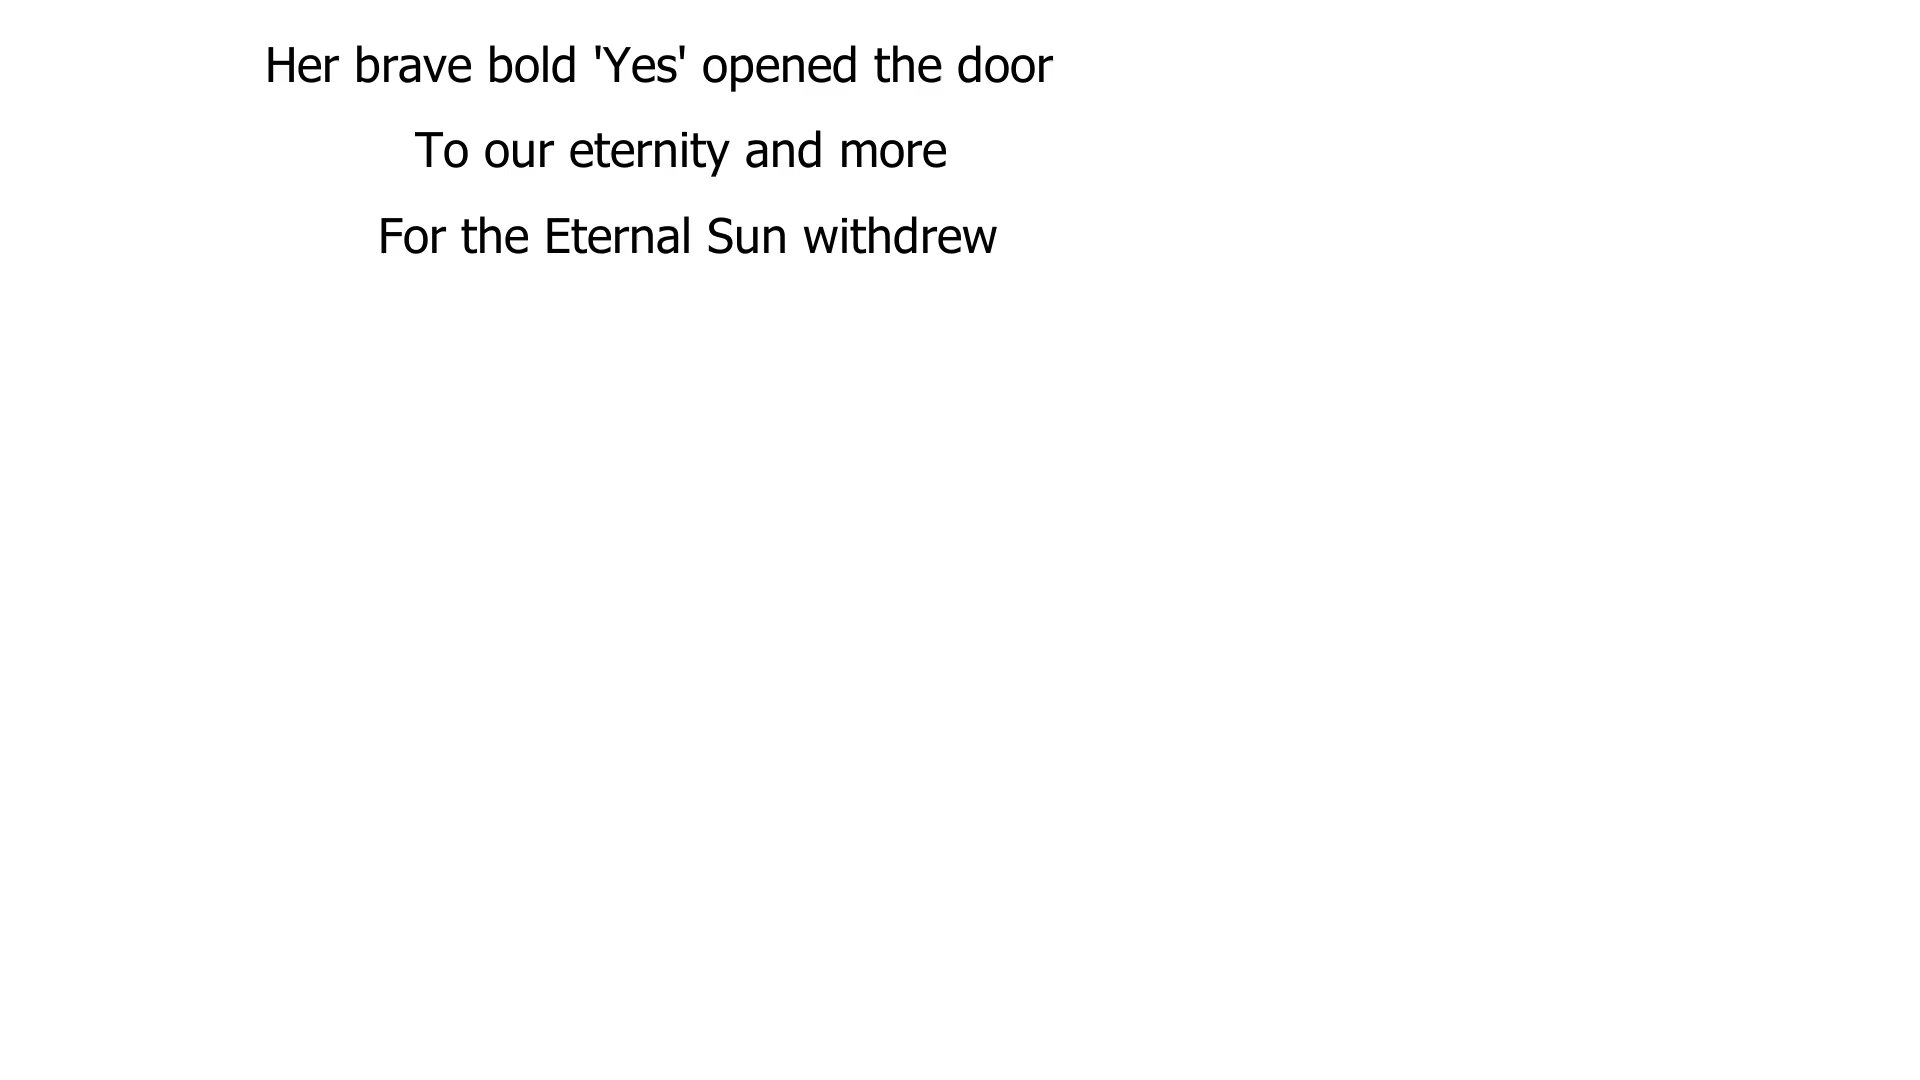 Her brave bold 'Yes' opened the door
To our eternity and more
For the Eternal Sun withdrew